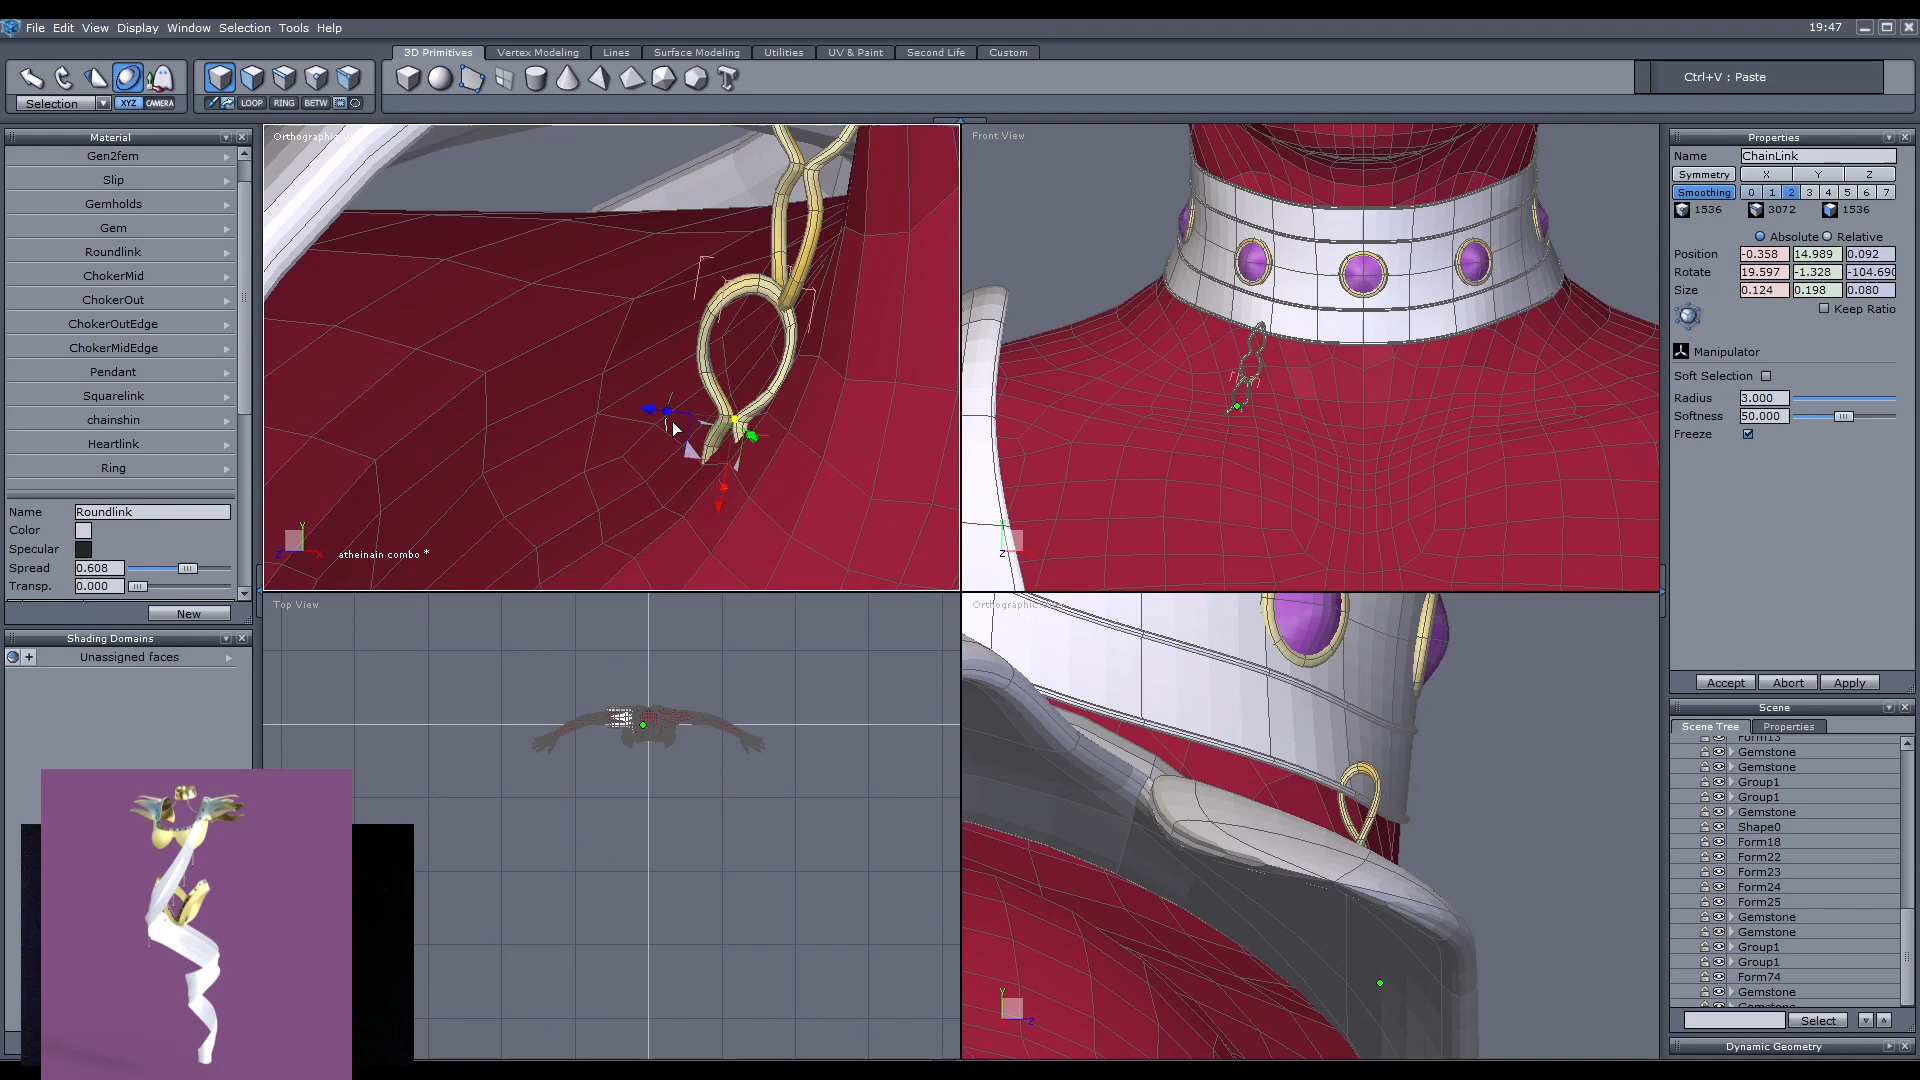 File Edit View Display Window Selection Tools Help
19:47
3D Primitives Vertex Modeling Lines Surface Modeling Utilities UV & Paint Second Life Custom
Ctrl+V : Paste
Selection XYZ CAMERA LOOP RING BETW
Material
Gen2fem
Slip
Gemholds
Gem
Roundlink
ChokerMid
ChokerOut
ChokerOutEdge
ChokerMidEdge
Pendant
Squarelink
chainshin
Heartlink
Ring
Name Roundlink
Color
Specular
Spread 0.608
Transp. 0.000
New
Shading Domains
Unassigned faces
Orthographic
atheinain combo *
Front View
Top View
Orthographic
Properties
Name ChainLink
Symmetry X Y Z
Smoothing 0 1 2 3 4 5 6 7
1536 3072 1536
Absolute Relative
Position -0.358 14.989 0.092
Rotate 19.597 -1.328 -104.690
Size 0.124 0.198 0.080
Keep Ratio
Manipulator
Soft Selection
Radius 3.000
Softness 50.000
Freeze
Accept Abort Apply
Scene
Scene Tree Properties
Form13
Gemstone
Gemstone
Group1
Group1
Gemstone
Shape0
Form18
Form22
Form23
Form24
Form25
Gemstone
Gemstone
Group1
Group1
Form74
Gemstone
Select
Dynamic Geometry